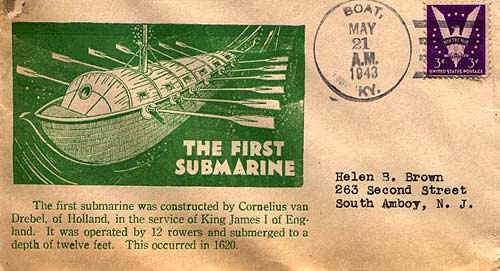 BOAT,
MAY
21
A.M.
1943
KY.
WIN THE WAR
3¢ 3¢
UNITED STATES POSTAGE
THE FIRST
SUBMARINE
The first submarine was constructed by Cornelius van
Drebel, of Holland, in the service of King James I of Eng-
land. It was operated by 12 rowers and submerged to a
depth of twelve feet. This occurred in 1620.
Helen B. Brown
263 Second Street
South Amboy, N. J.